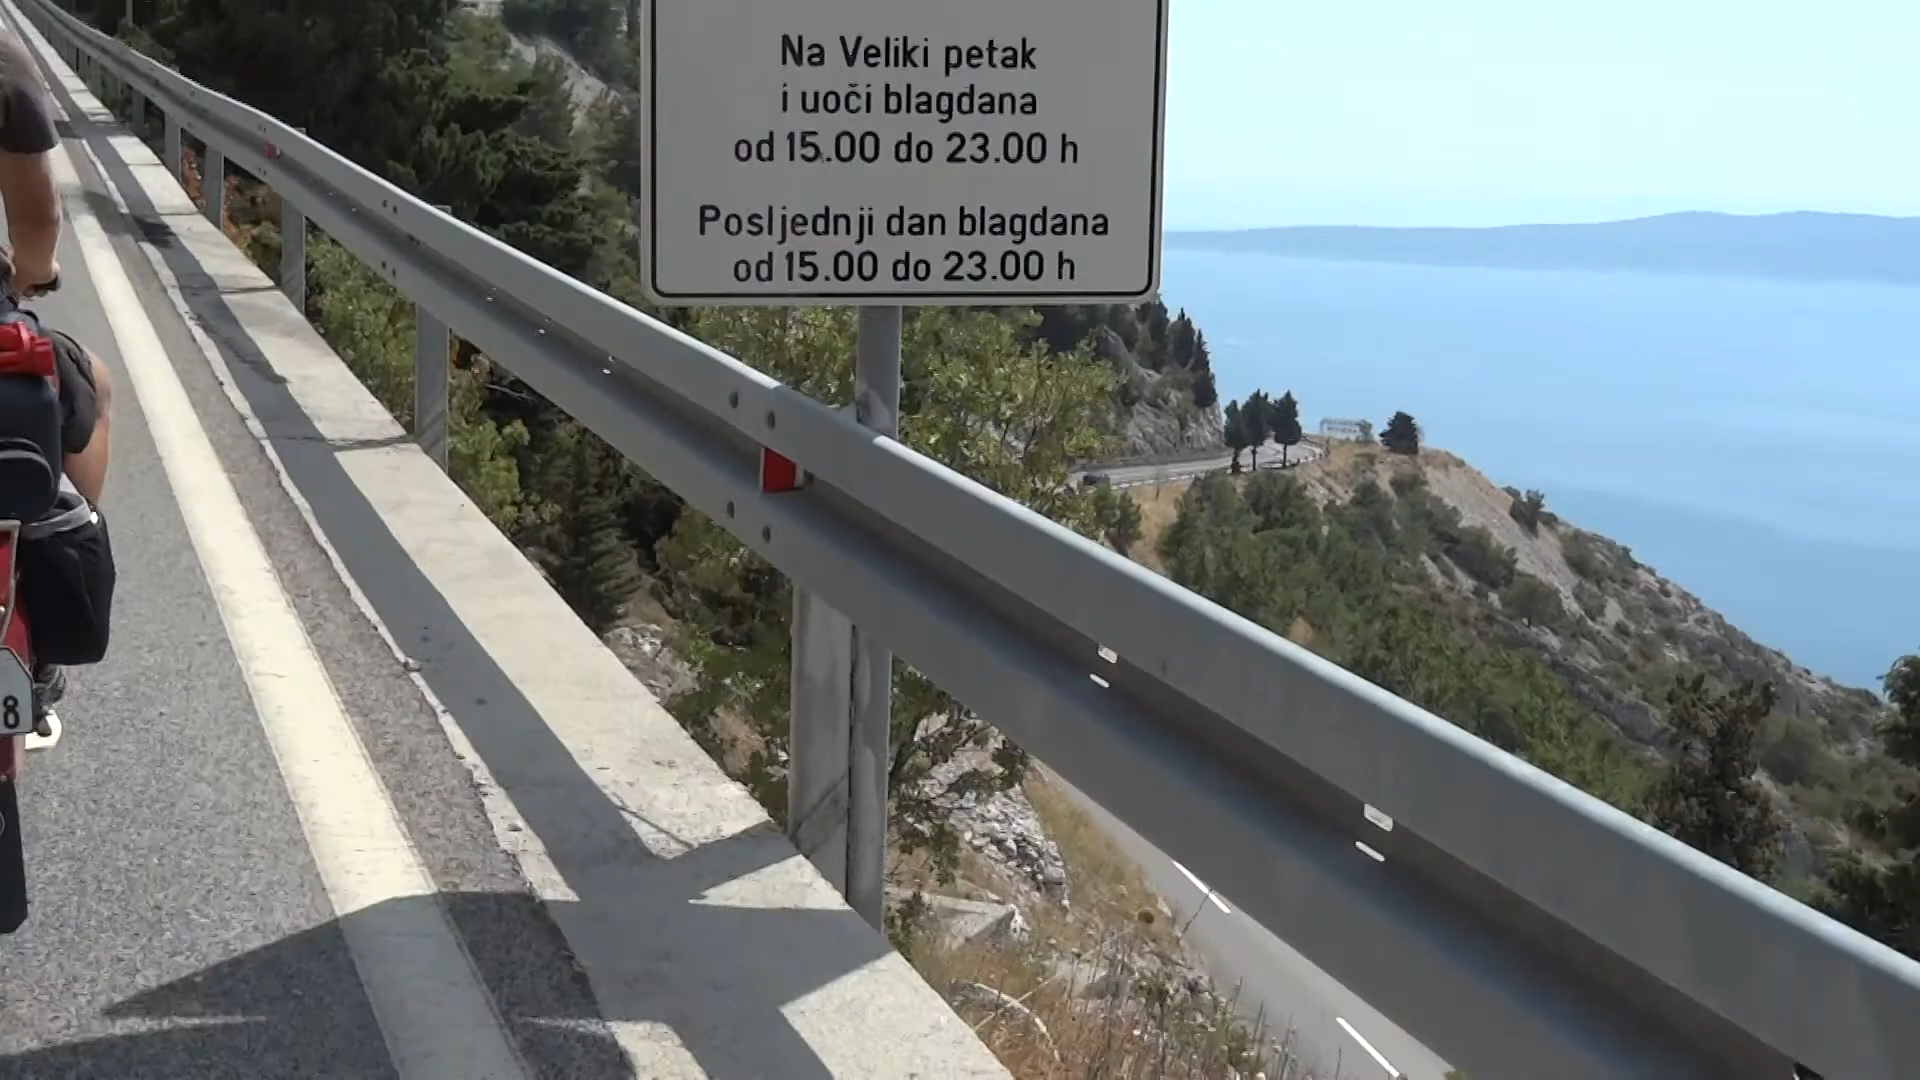 Na Veliki petak
i uoči blagdana
od 15.00 do 23.00 h
Posljednji dan blagdana
od 15.00 do 23.00 h
8